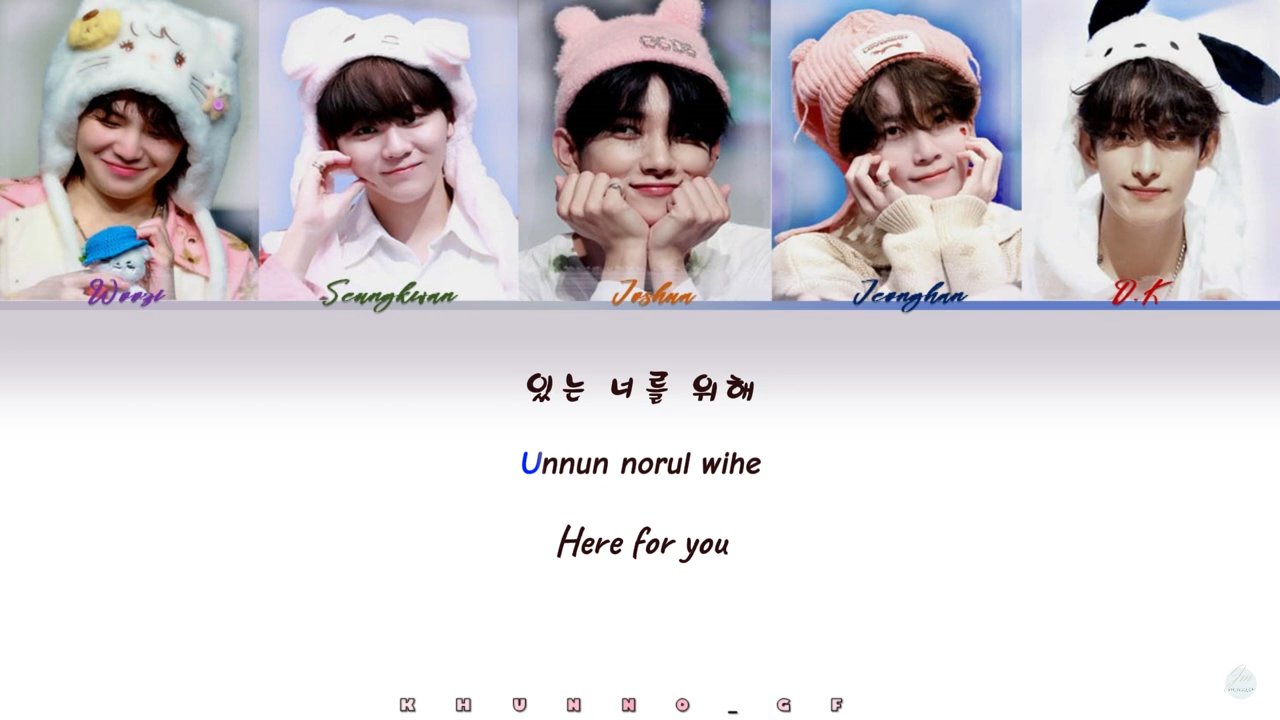 Woozi
Seungkwan
Joshua
Jeonghan
D.K
있는 너를 위해
Unnun norul wihe
Here for you
KHUNNO_GF